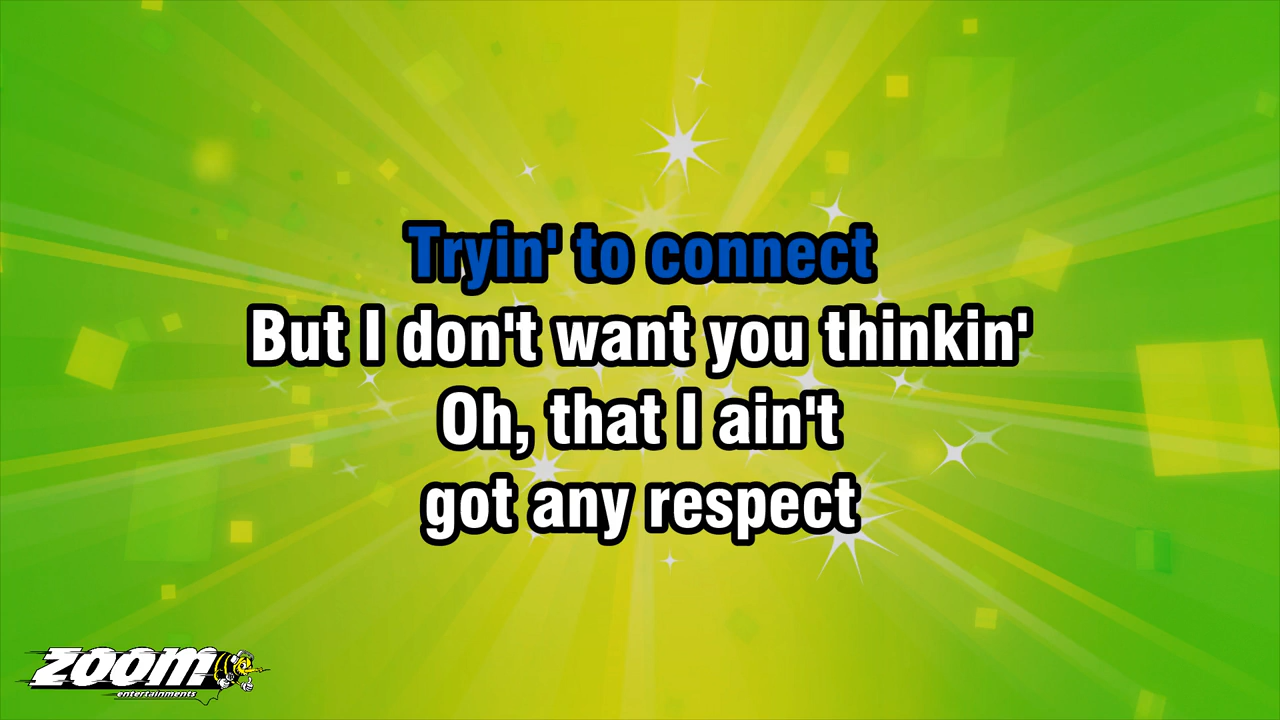 Tryin' to connect
But I don't want you thinkin'
Oh, that I ain't
got any respect
ZOOM
entertainments